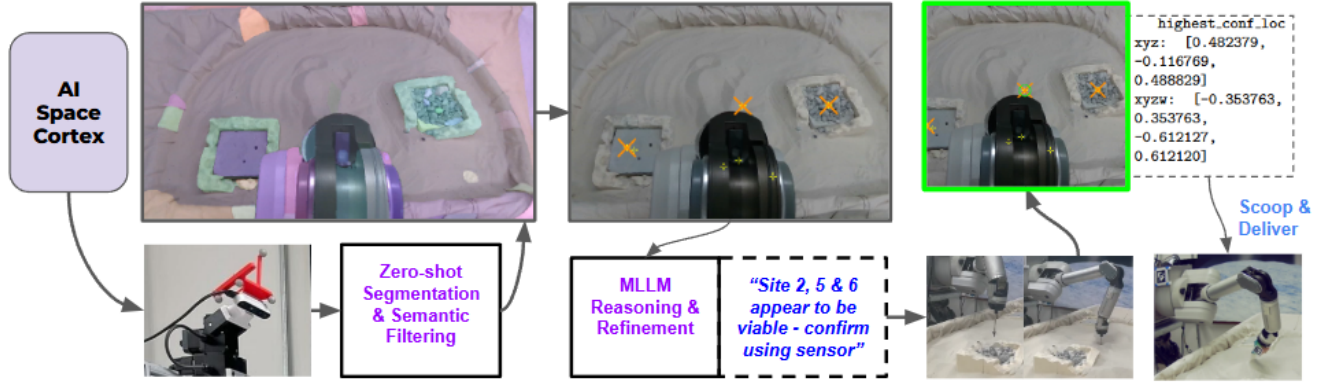 AI
Space
Cortex
Zero-shot
Segmentation
& Semantic
Filtering
MLLM
Reasoning &
Refinement
“Site 2, 5 & 6
appear to be
viable - confirm
using sensor”
highest_conf_loc
xyz: [0.482379,
-0.116769,
0.488829]
xyzw: [-0.353763,
0.353763,
-0.612127,
0.612120]
Scoop &
Deliver